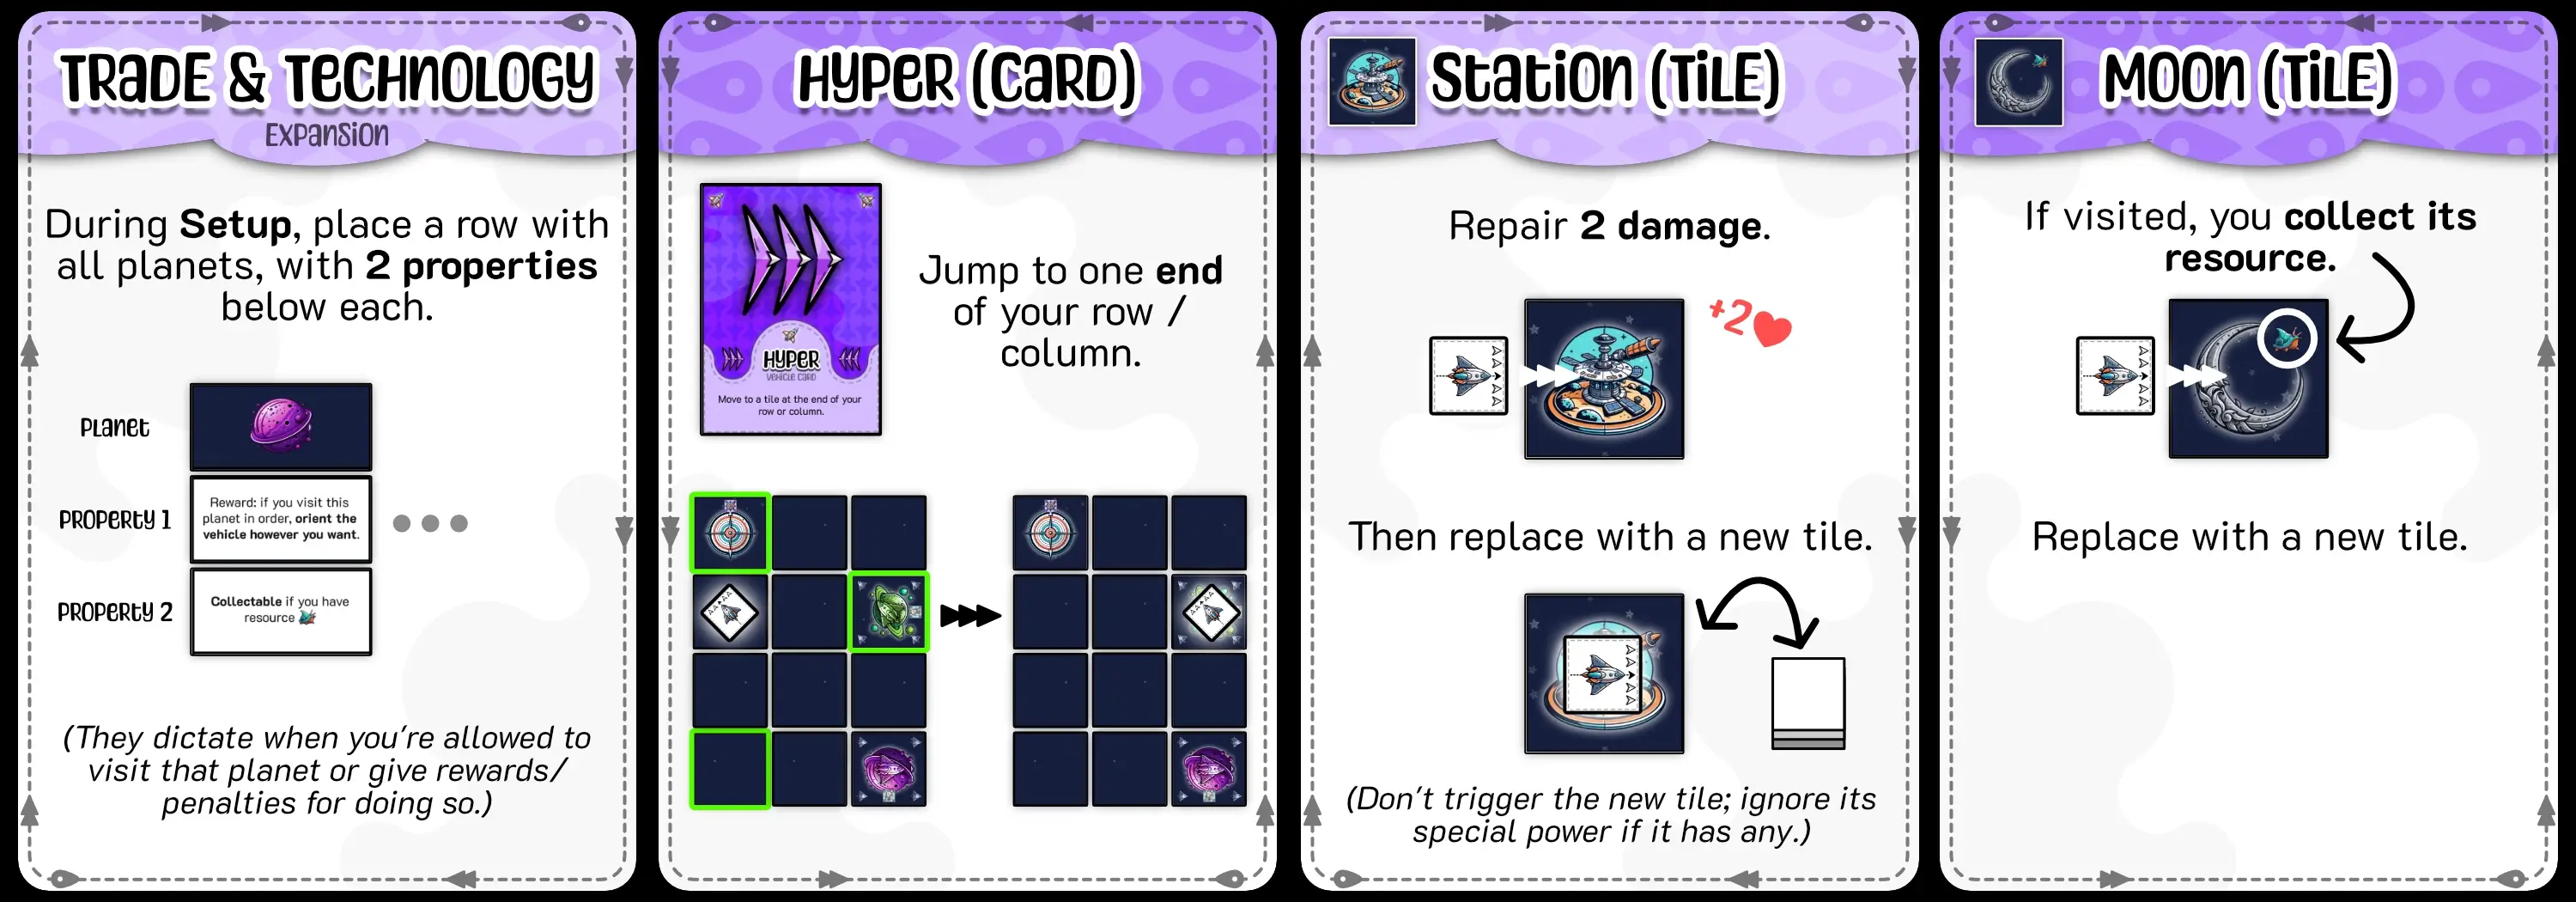 TRADE & TECHNOLOGY
EXPANSION
During Setup, place a row with
all planets, with 2 properties
below each.
PLANET
PROPERTY 1
Reward: if you visit this
planet in order, orient the
vehicle however you want.
PROPERTY 2
Collectable if you have
resource
(They dictate when you're allowed to
visit that planet or give rewards/
penalties for doing so.)
HYPER (CARD)
HYPER
VEHICLE CARD
Move to a tile at the end of your
row or column.
Jump to one end
of your row /
column.
STATION (TILE)
Repair 2 damage.
+2
Then replace with a new tile.
(Don't trigger the new tile; ignore its
special power if it has any.)
MOON (TILE)
If visited, you collect its
resource.
Replace with a new tile.